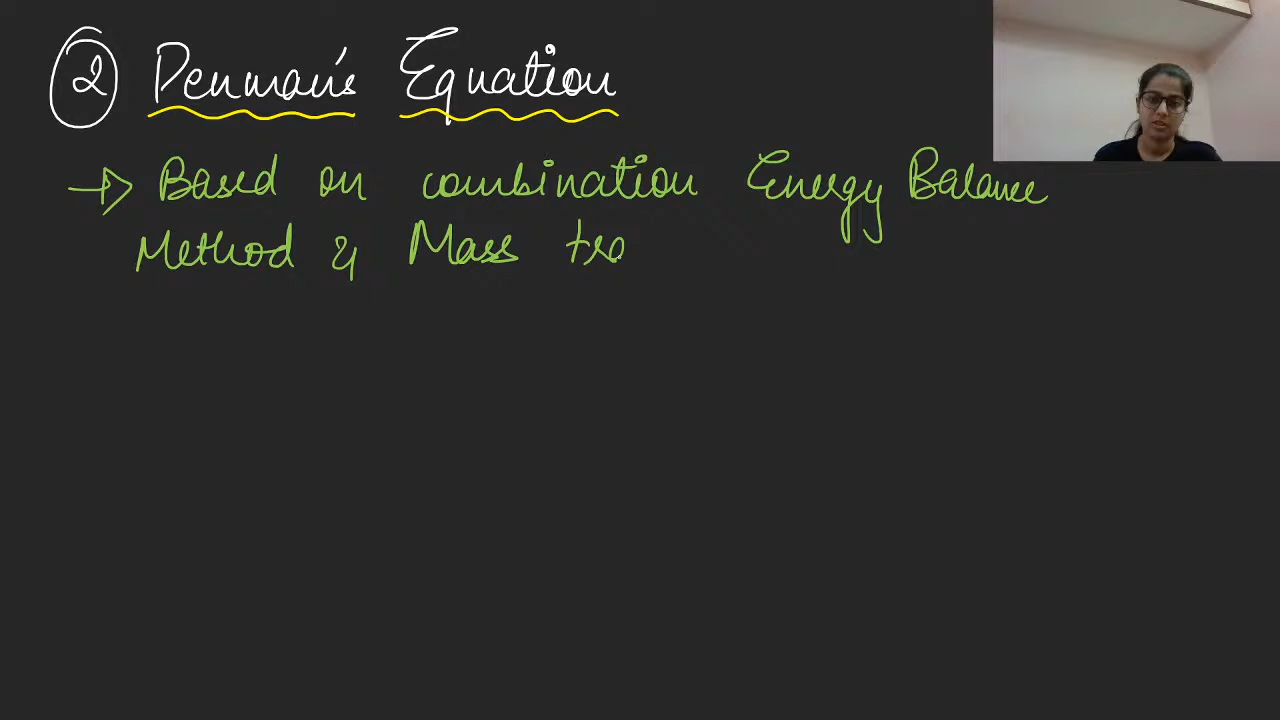 2 Penman's Equation
→ Based on combination Energy Balance
Method & Mass tra